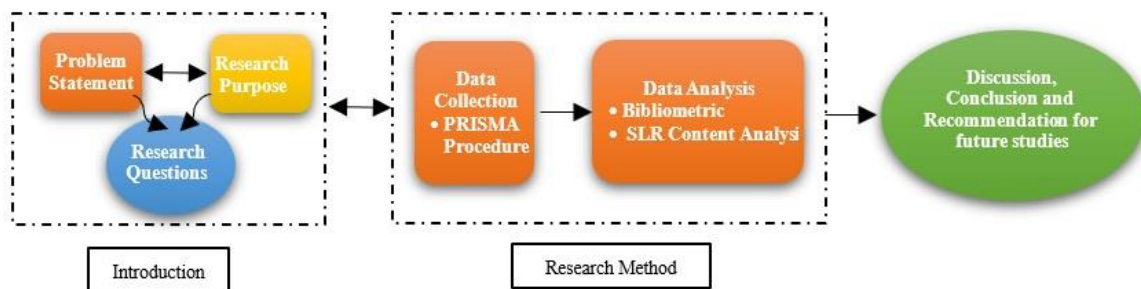 Problem
Statement
Research
Purpose
Research
Questions
Introduction
Data
Collection
• PRISMA
Procedure
Data Analysis
• Bibliometric
• SLR Content Analysi
Research Method
Discussion,
Conclusion and
Recommendation for
future studies